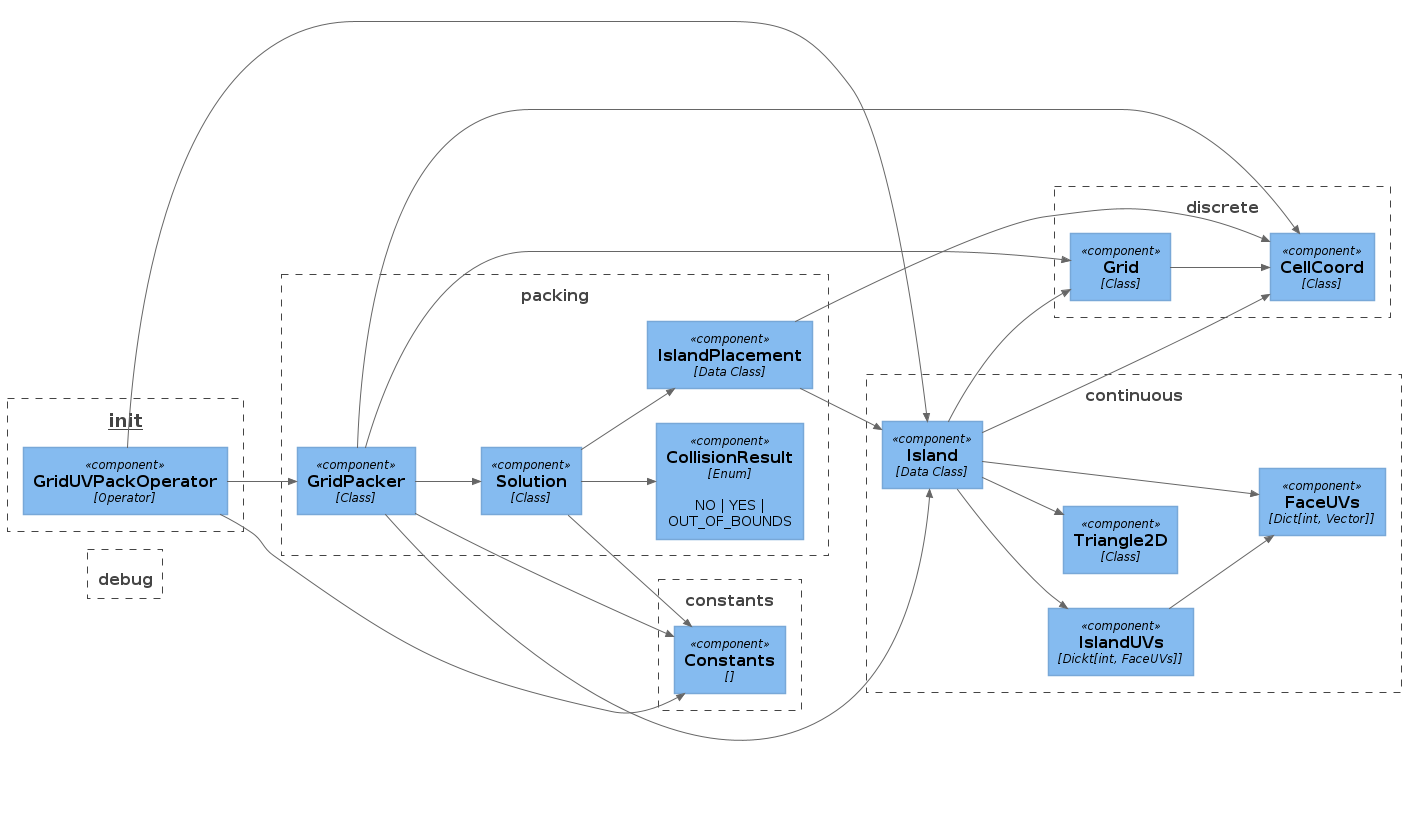 init
«component»
GridUVPackOperator
[Operator]
debug
packing
«component»
GridPacker
[Class]
«component»
Solution
[Class]
«component»
IslandPlacement
[Data Class]
«component»
CollisionResult
[Enum]
NO | YES |
OUT_OF_BOUNDS
constants
«component»
Constants
[]
discrete
«component»
Grid
[Class]
«component»
CellCoord
[Class]
continuous
«component»
Island
[Data Class]
«component»
FaceUVs
[Dict[int, Vector]]
«component»
Triangle2D
[Class]
«component»
IslandUVs
[Dickt[int, FaceUVs]]